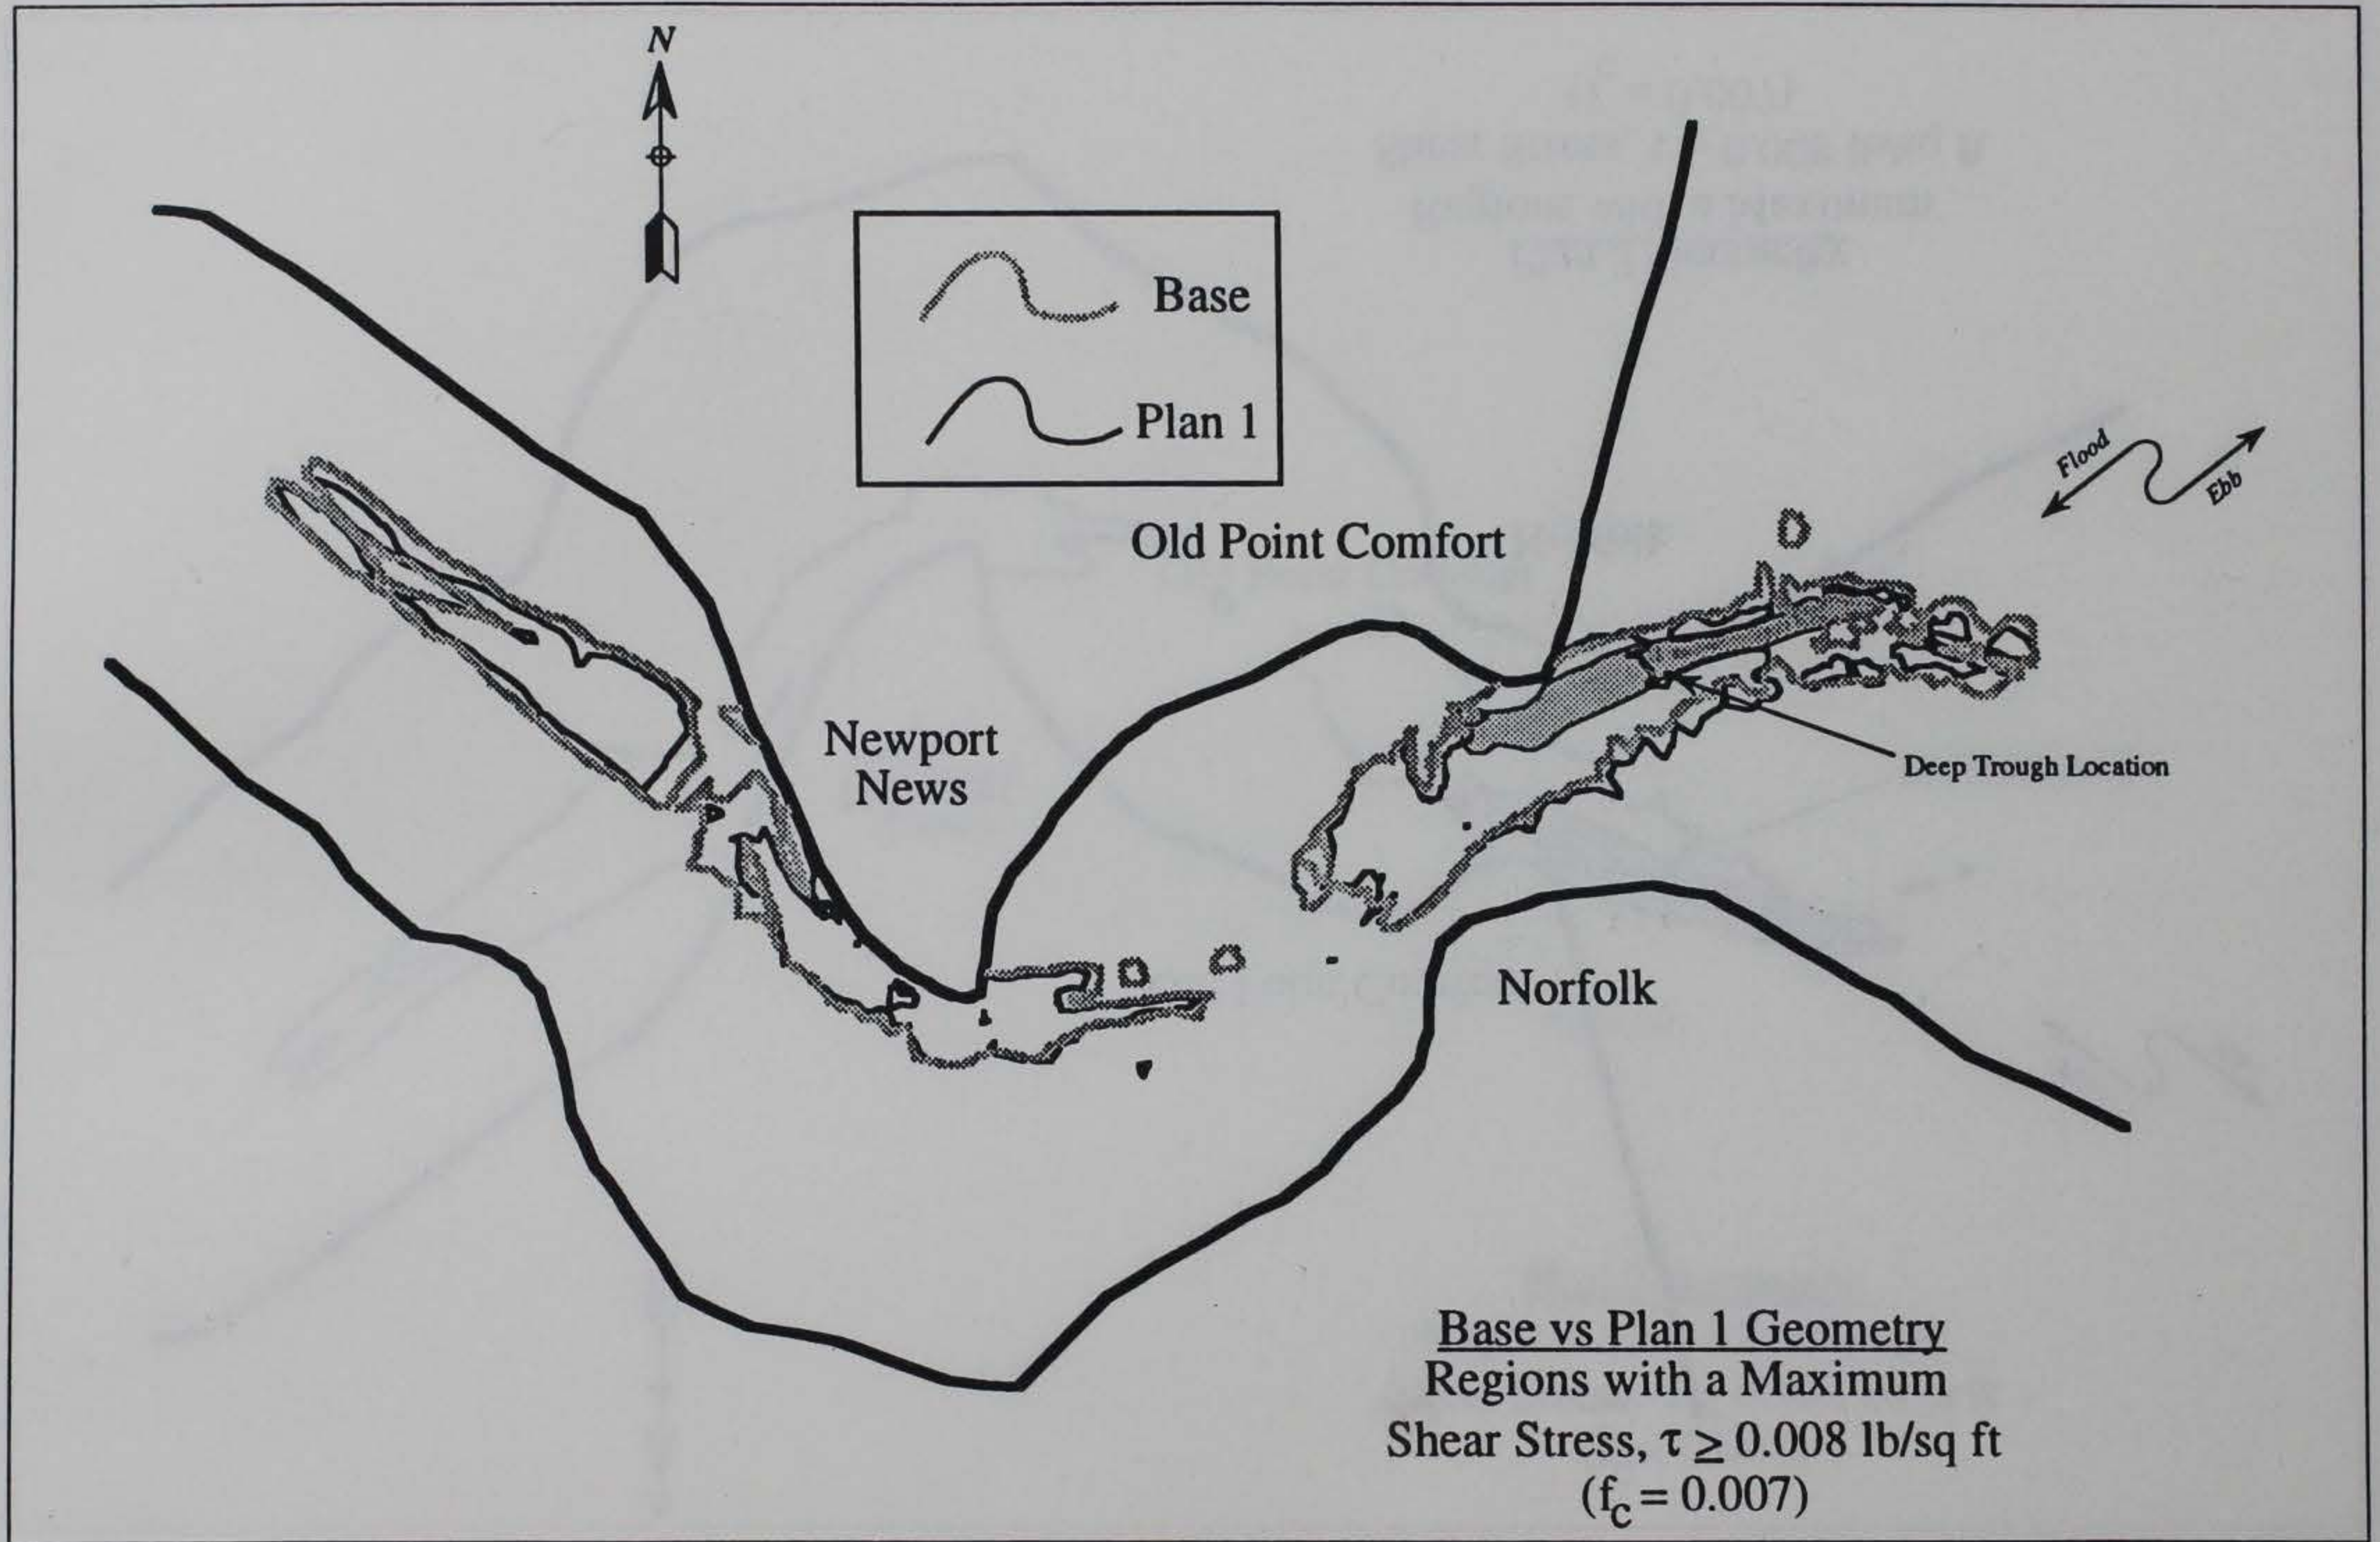 N
Base
Plan 1
Flood
Ebb
Old Point Comfort
Newport
News
Deep Trough Location
Norfolk
Base vs Plan 1 Geometry
Regions with a Maximum
Shear Stress, τ ≥ 0.008 lb/sq ft
(f_c = 0.007)